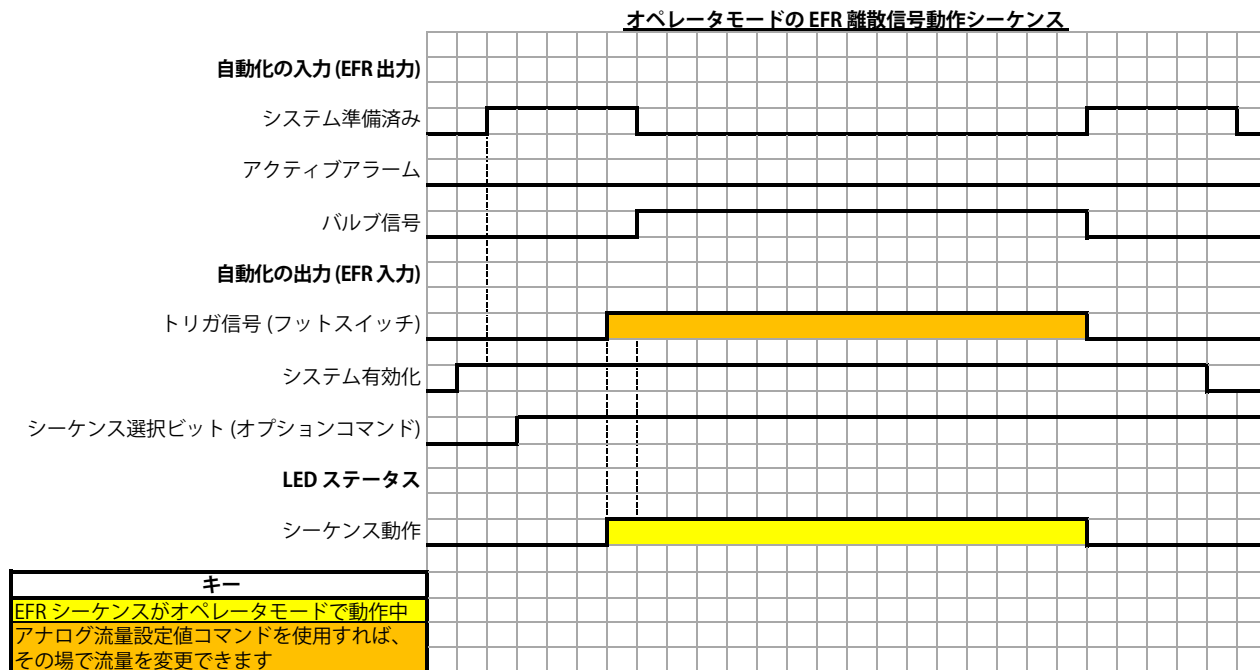 オペレータモードの EFR 離散信号動作シーケンス
自動化の入力 (EFR 出力)
システム準備済み
アクティブアラーム
バルブ信号
自動化の出力 (EFR 入力)
トリガ信号 (フットスイッチ)
システム有効化
シーケンス選択ビット (オプションコマンド)
LED ステータス
シーケンス動作
キー
EFR シーケンスがオペレータモードで動作中
アナログ流量設定値コマンドを使用すれば、
その場で流量を変更できます